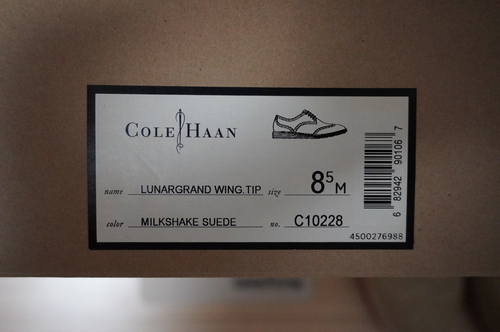 COLE HAAN
name LUNARGRAND WING.TIP size 8⁵ M
color MILKSHAKE SUEDE no. C10228
6 82942 90106 7
4500276988